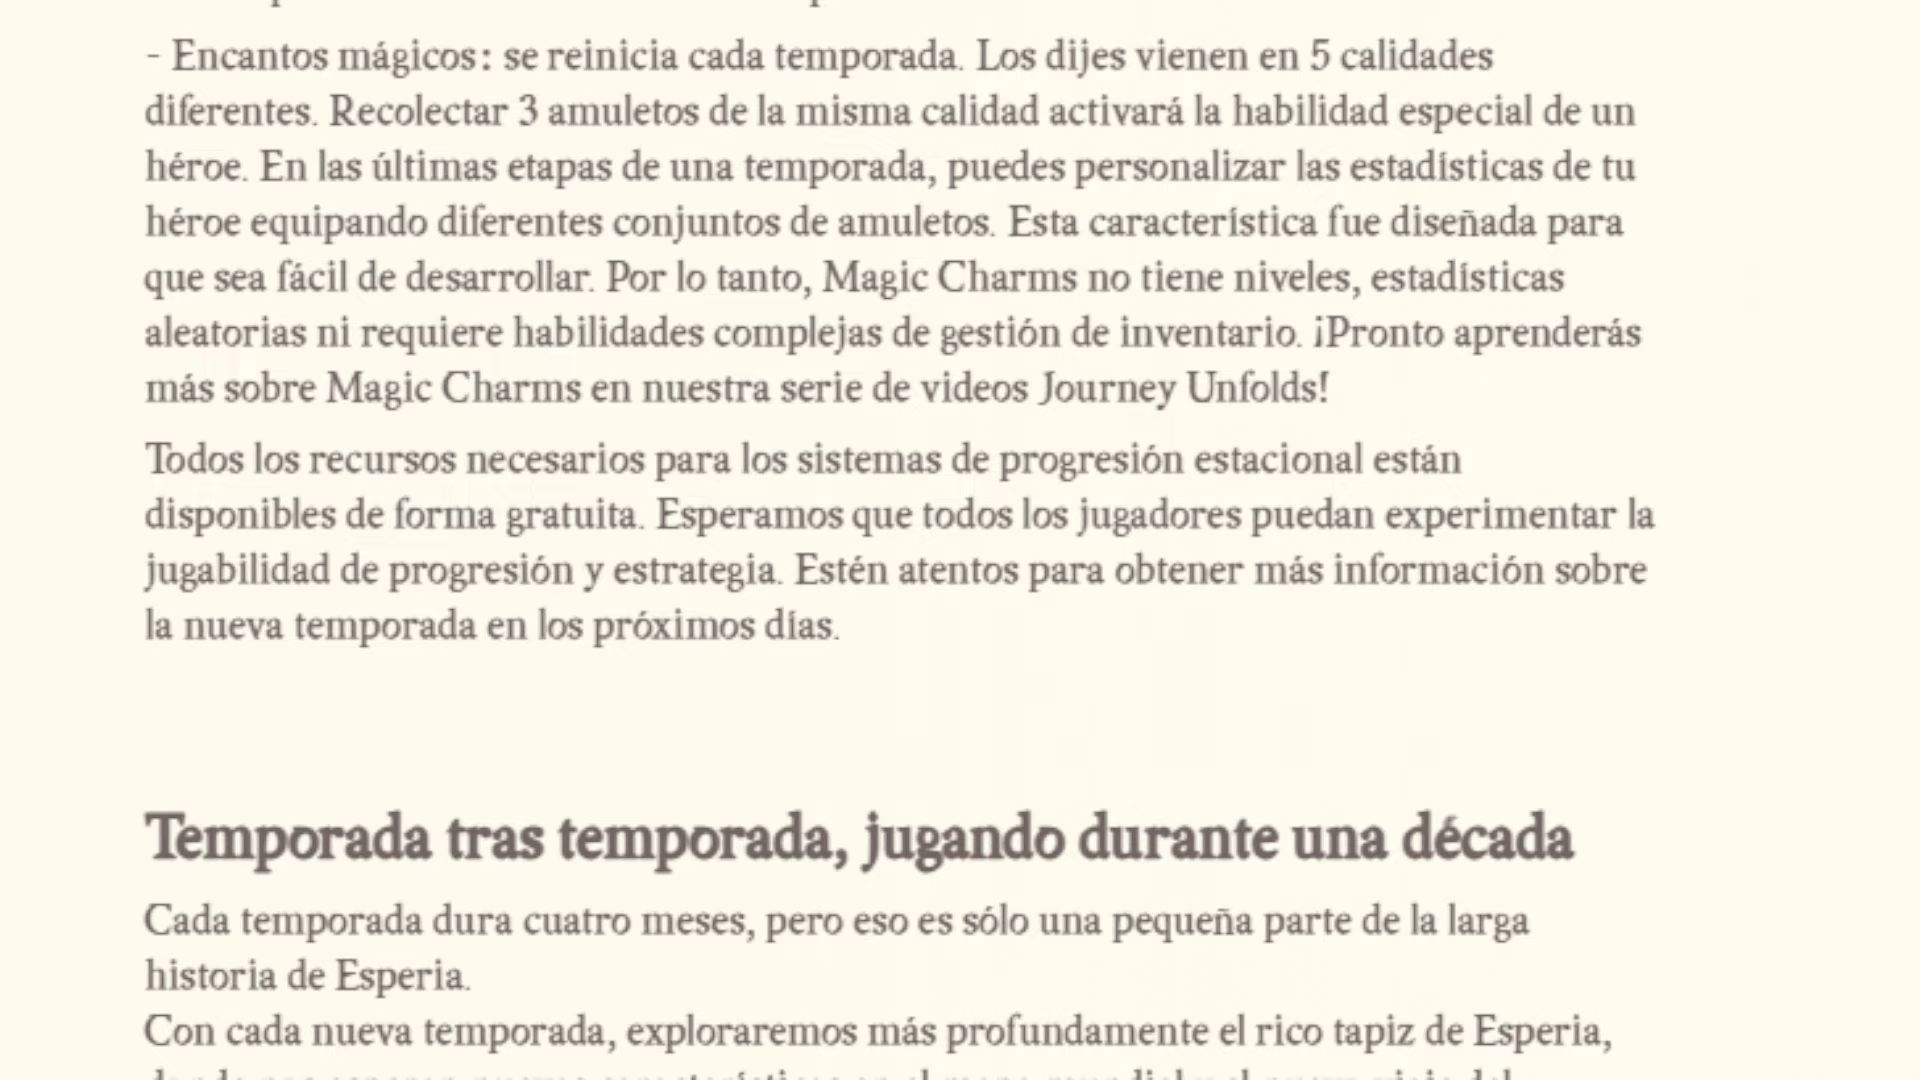 - Encantos mágicos: se reinicia cada temporada. Los dijes vienen en 5 calidades
diferentes. Recolectar 3 amuletos de la misma calidad activará la habilidad especial de un
héroe. En las últimas etapas de una temporada, puedes personalizar las estadísticas de tu
héroe equipando diferentes conjuntos de amuletos. Esta característica fue diseñada para
que sea fácil de desarrollar. Por lo tanto, Magic Charms no tiene niveles, estadísticas
aleatorias ni requiere habilidades complejas de gestión de inventario. ¡Pronto aprenderás
más sobre Magic Charms en nuestra serie de videos Journey Unfolds!
Todos los recursos necesarios para los sistemas de progresión estacional están
disponibles de forma gratuita. Esperamos que todos los jugadores puedan experimentar la
jugabilidad de progresión y estrategia. Estén atentos para obtener más información sobre
la nueva temporada en los próximos días.
Temporada tras temporada, jugando durante una década
Cada temporada dura cuatro meses, pero eso es sólo una pequeña parte de la larga
historia de Esperia.
Con cada nueva temporada, exploraremos más profundamente el rico tapiz de Esperia,